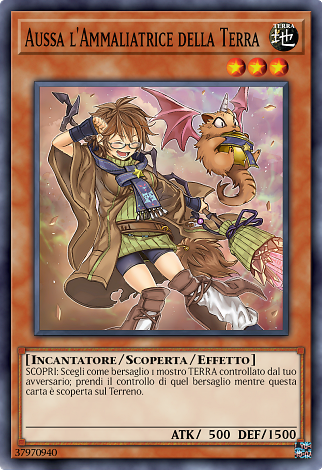 Aussa l'Ammaliatrice della Terra
TERRA
地
[Incantatore/Scoperta/Effetto]
SCOPRI: Scegli come bersaglio 1 mostro TERRA controllato dal tuo
avversario; prendi il controllo di quel bersaglio mentre questa
carta è scoperta sul Terreno.
ATK/ 500 DEF/1500
37970940